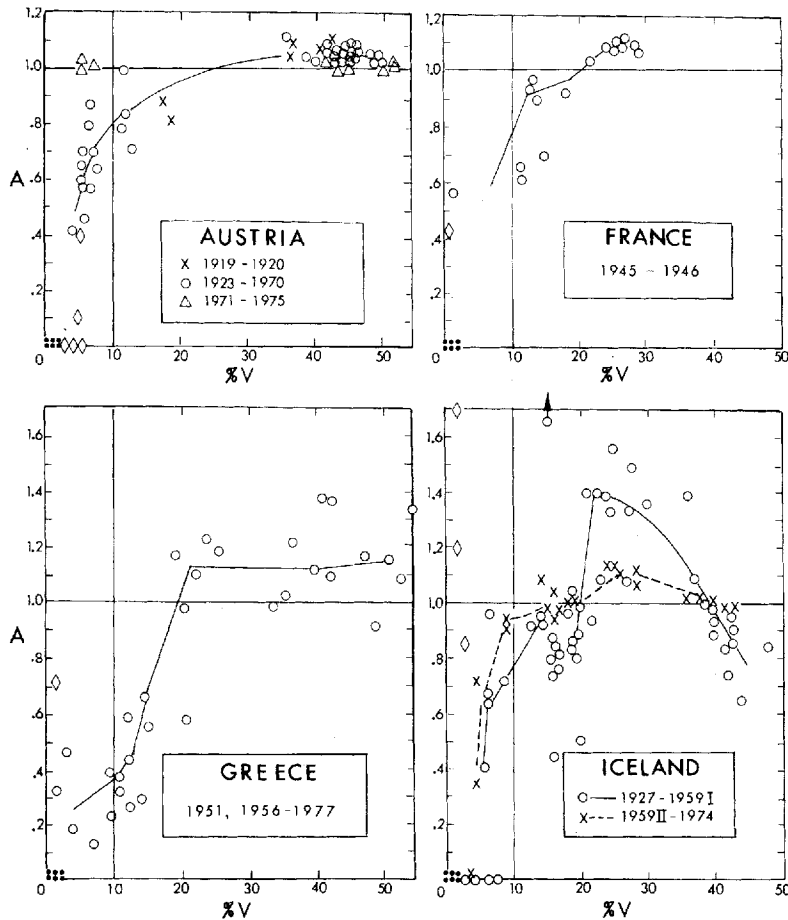 1.2
1.0
.8
.6
.4
.2
0
A
10 20 30 40 50
%V
AUSTRIA
X 1919-1920
O 1923-1970
△ 1971-1975
1.2
1.0
.8
.6
.4
.2
0
10 20 30 40 50
%V
FRANCE
1945-1946
1.6
1.4
1.2
1.0
.8
.6
.4
.2
0
A
10 20 30 40 50
%V
GREECE
1951, 1956-1977
1.6
1.4
1.2
1.0
.8
.6
.4
.2
0
10 20 30 40 50
%V
ICELAND
O— 1927-1959 I
X--- 1959 II-1974